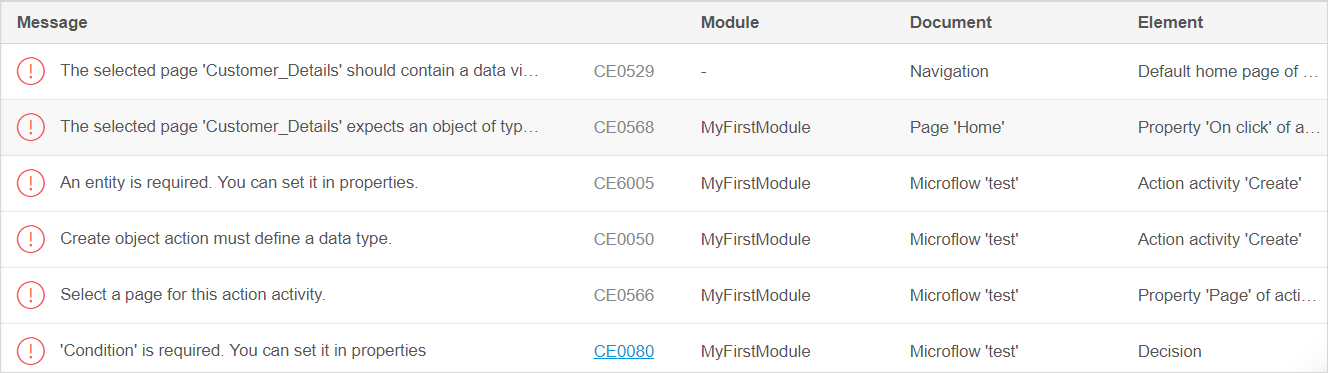 Message Module Document Element
The selected page 'Customer_Details' should contain a data vi… CE0529 - Navigation Default home page of …
The selected page 'Customer_Details' expects an object of typ… CE0568 MyFirstModule Page 'Home' Property 'On click' of a…
An entity is required. You can set it in properties. CE6005 MyFirstModule Microflow 'test' Action activity 'Create'
Create object action must define a data type. CE0050 MyFirstModule Microflow 'test' Action activity 'Create'
Select a page for this action activity. CE0566 MyFirstModule Microflow 'test' Property 'Page' of acti…
'Condition' is required. You can set it in properties CE0080 MyFirstModule Microflow 'test' Decision